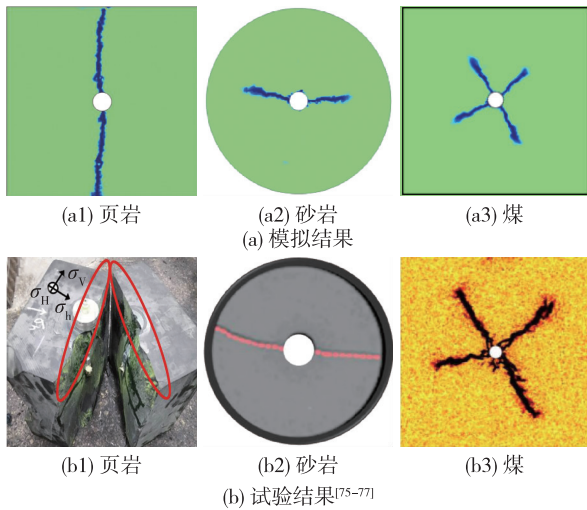 (a1) 页岩
(a2) 砂岩
(a3) 煤
(a) 模拟结果
σV
σH
σh
(b1) 页岩
(b2) 砂岩
(b3) 煤
(b) 试验结果[75-77]